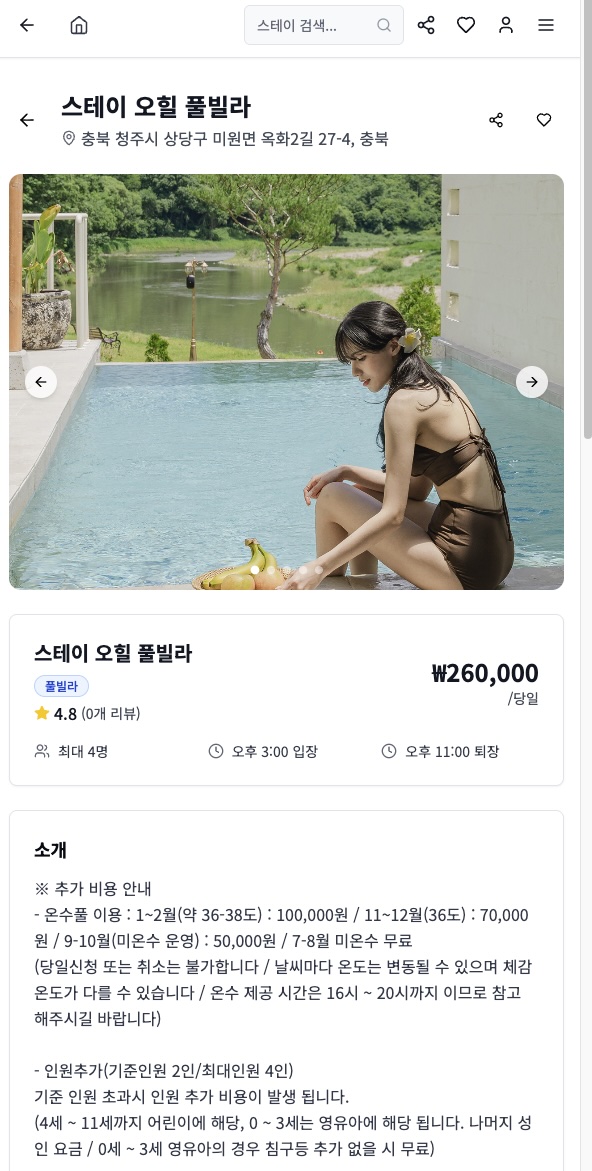 스테이 검색...
스테이 오힐 풀빌라
충북 청주시 상당구 미원면 옥화2길 27-4, 충북
스테이 오힐 풀빌라
풀빌라
4.8 (0개 리뷰)
₩260,000
/당일
최대 4명
오후 3:00 입장
오후 11:00 퇴장
소개
※ 추가 비용 안내
- 온수풀 이용 : 1~2월(약 36-38도) : 100,000원 / 11~12월(36도) : 70,000
원 / 9-10월(미온수 운영) : 50,000원 / 7-8월 미온수 무료
(당일신청 또는 취소는 불가합니다 / 날씨마다 온도는 변동될 수 있으며 체감
온도가 다를 수 있습니다 / 온수 제공 시간은 16시 ~ 20시까지 이므로 참고
해주시길 바랍니다)
- 인원추가(기준인원 2인/최대인원 4인)
기준 인원 초과시 인원 추가 비용이 발생 됩니다.
(4세 ~ 11세까지 어린이에 해당, 0 ~ 3세는 영유아에 해당 됩니다. 나머지 성
인 요금 / 0세 ~ 3세 영유아의 경우 침구등 추가 없을 시 무료)